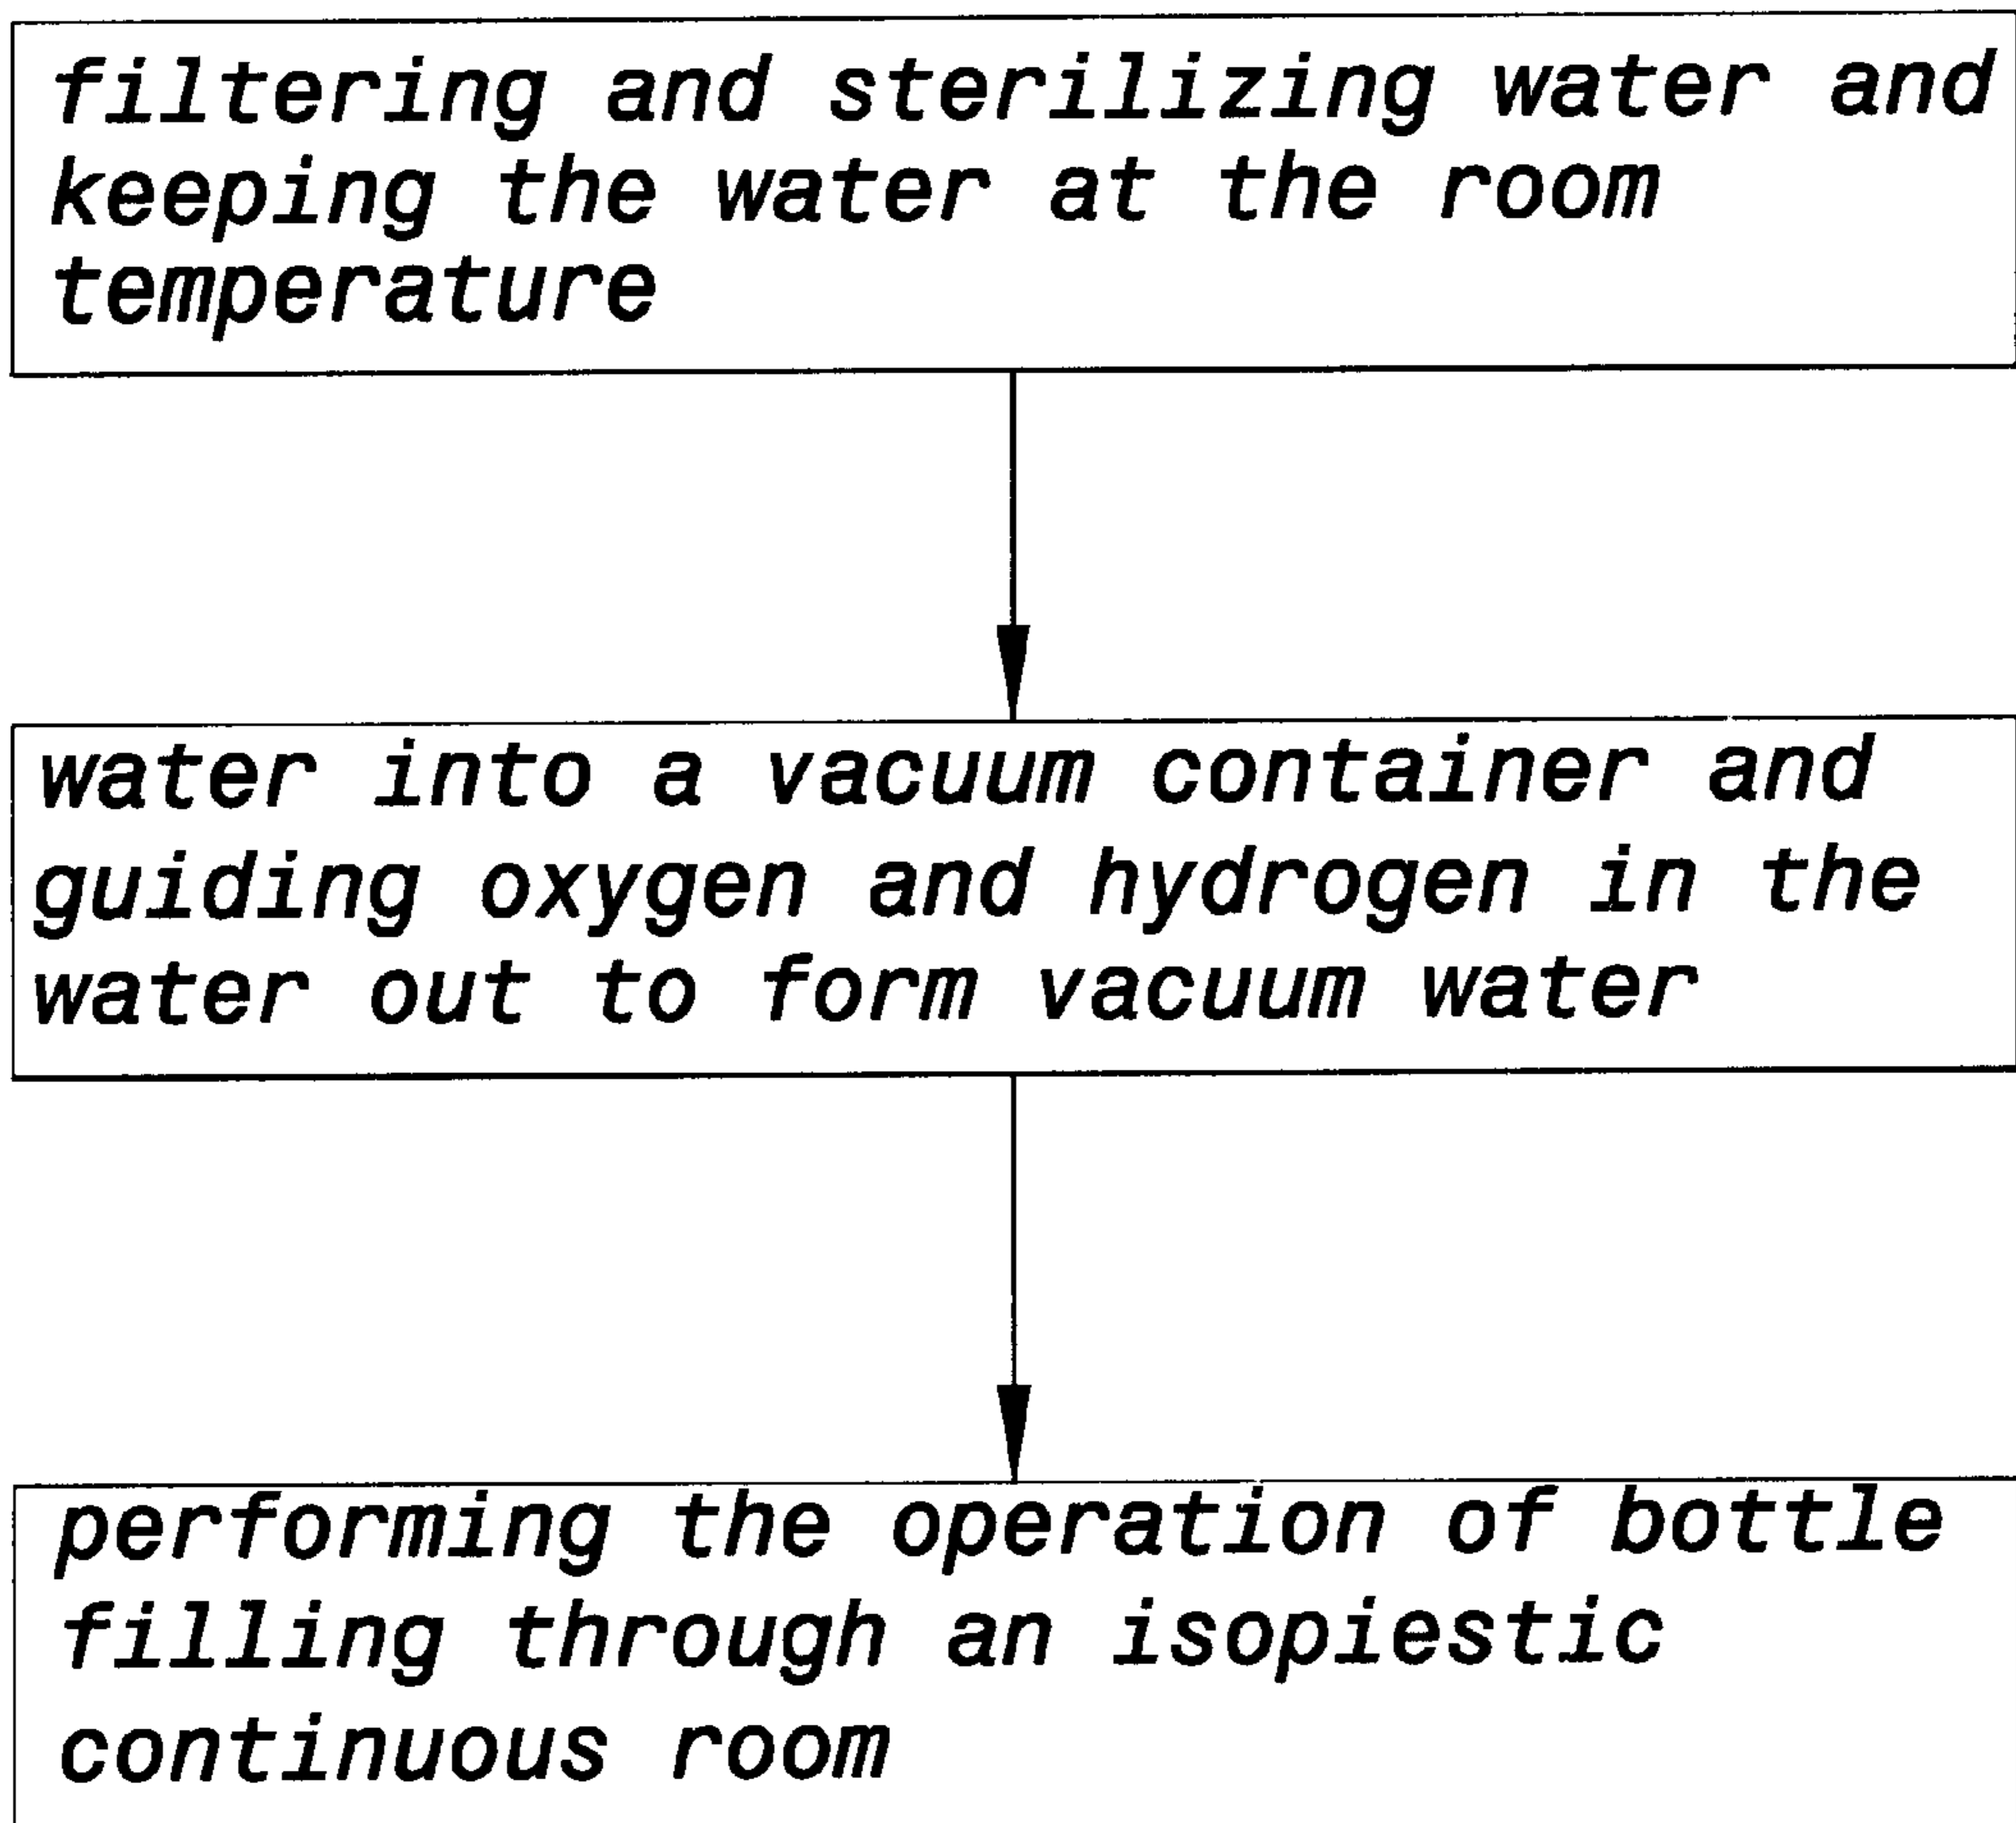 filtering and sterilizing water and
keeping the water at the room
temperature
water into a vacuum container and
guiding oxygen and hydrogen in the
water out to form vacuum water
performing the operation of bottle
filling through an isopiestic
continuous room